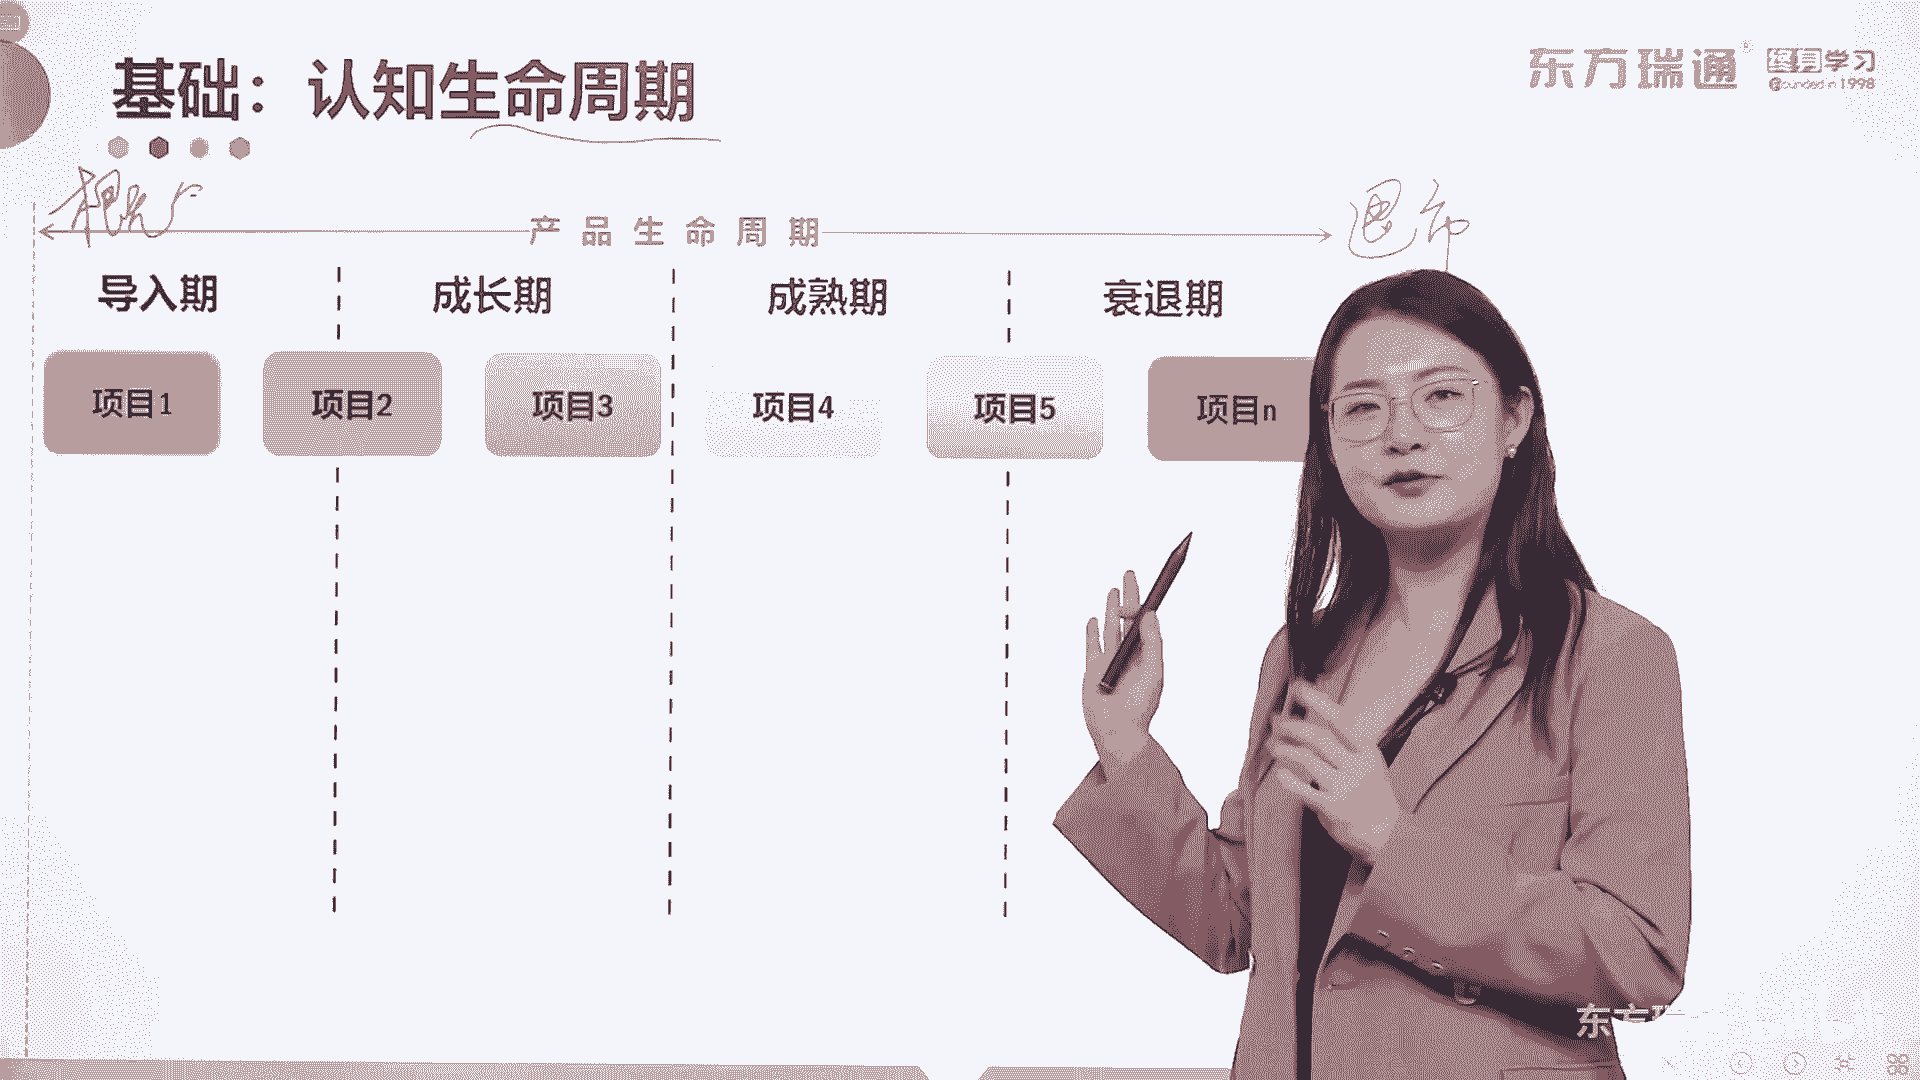 基础：认知生命周期
东方瑞通® 终身学习
Founded in 1998
概念
退市
产品生命周期
导入期 成长期 成熟期 衰退期
项目1 项目2 项目3 项目4 项目5 项目n
东方瑞